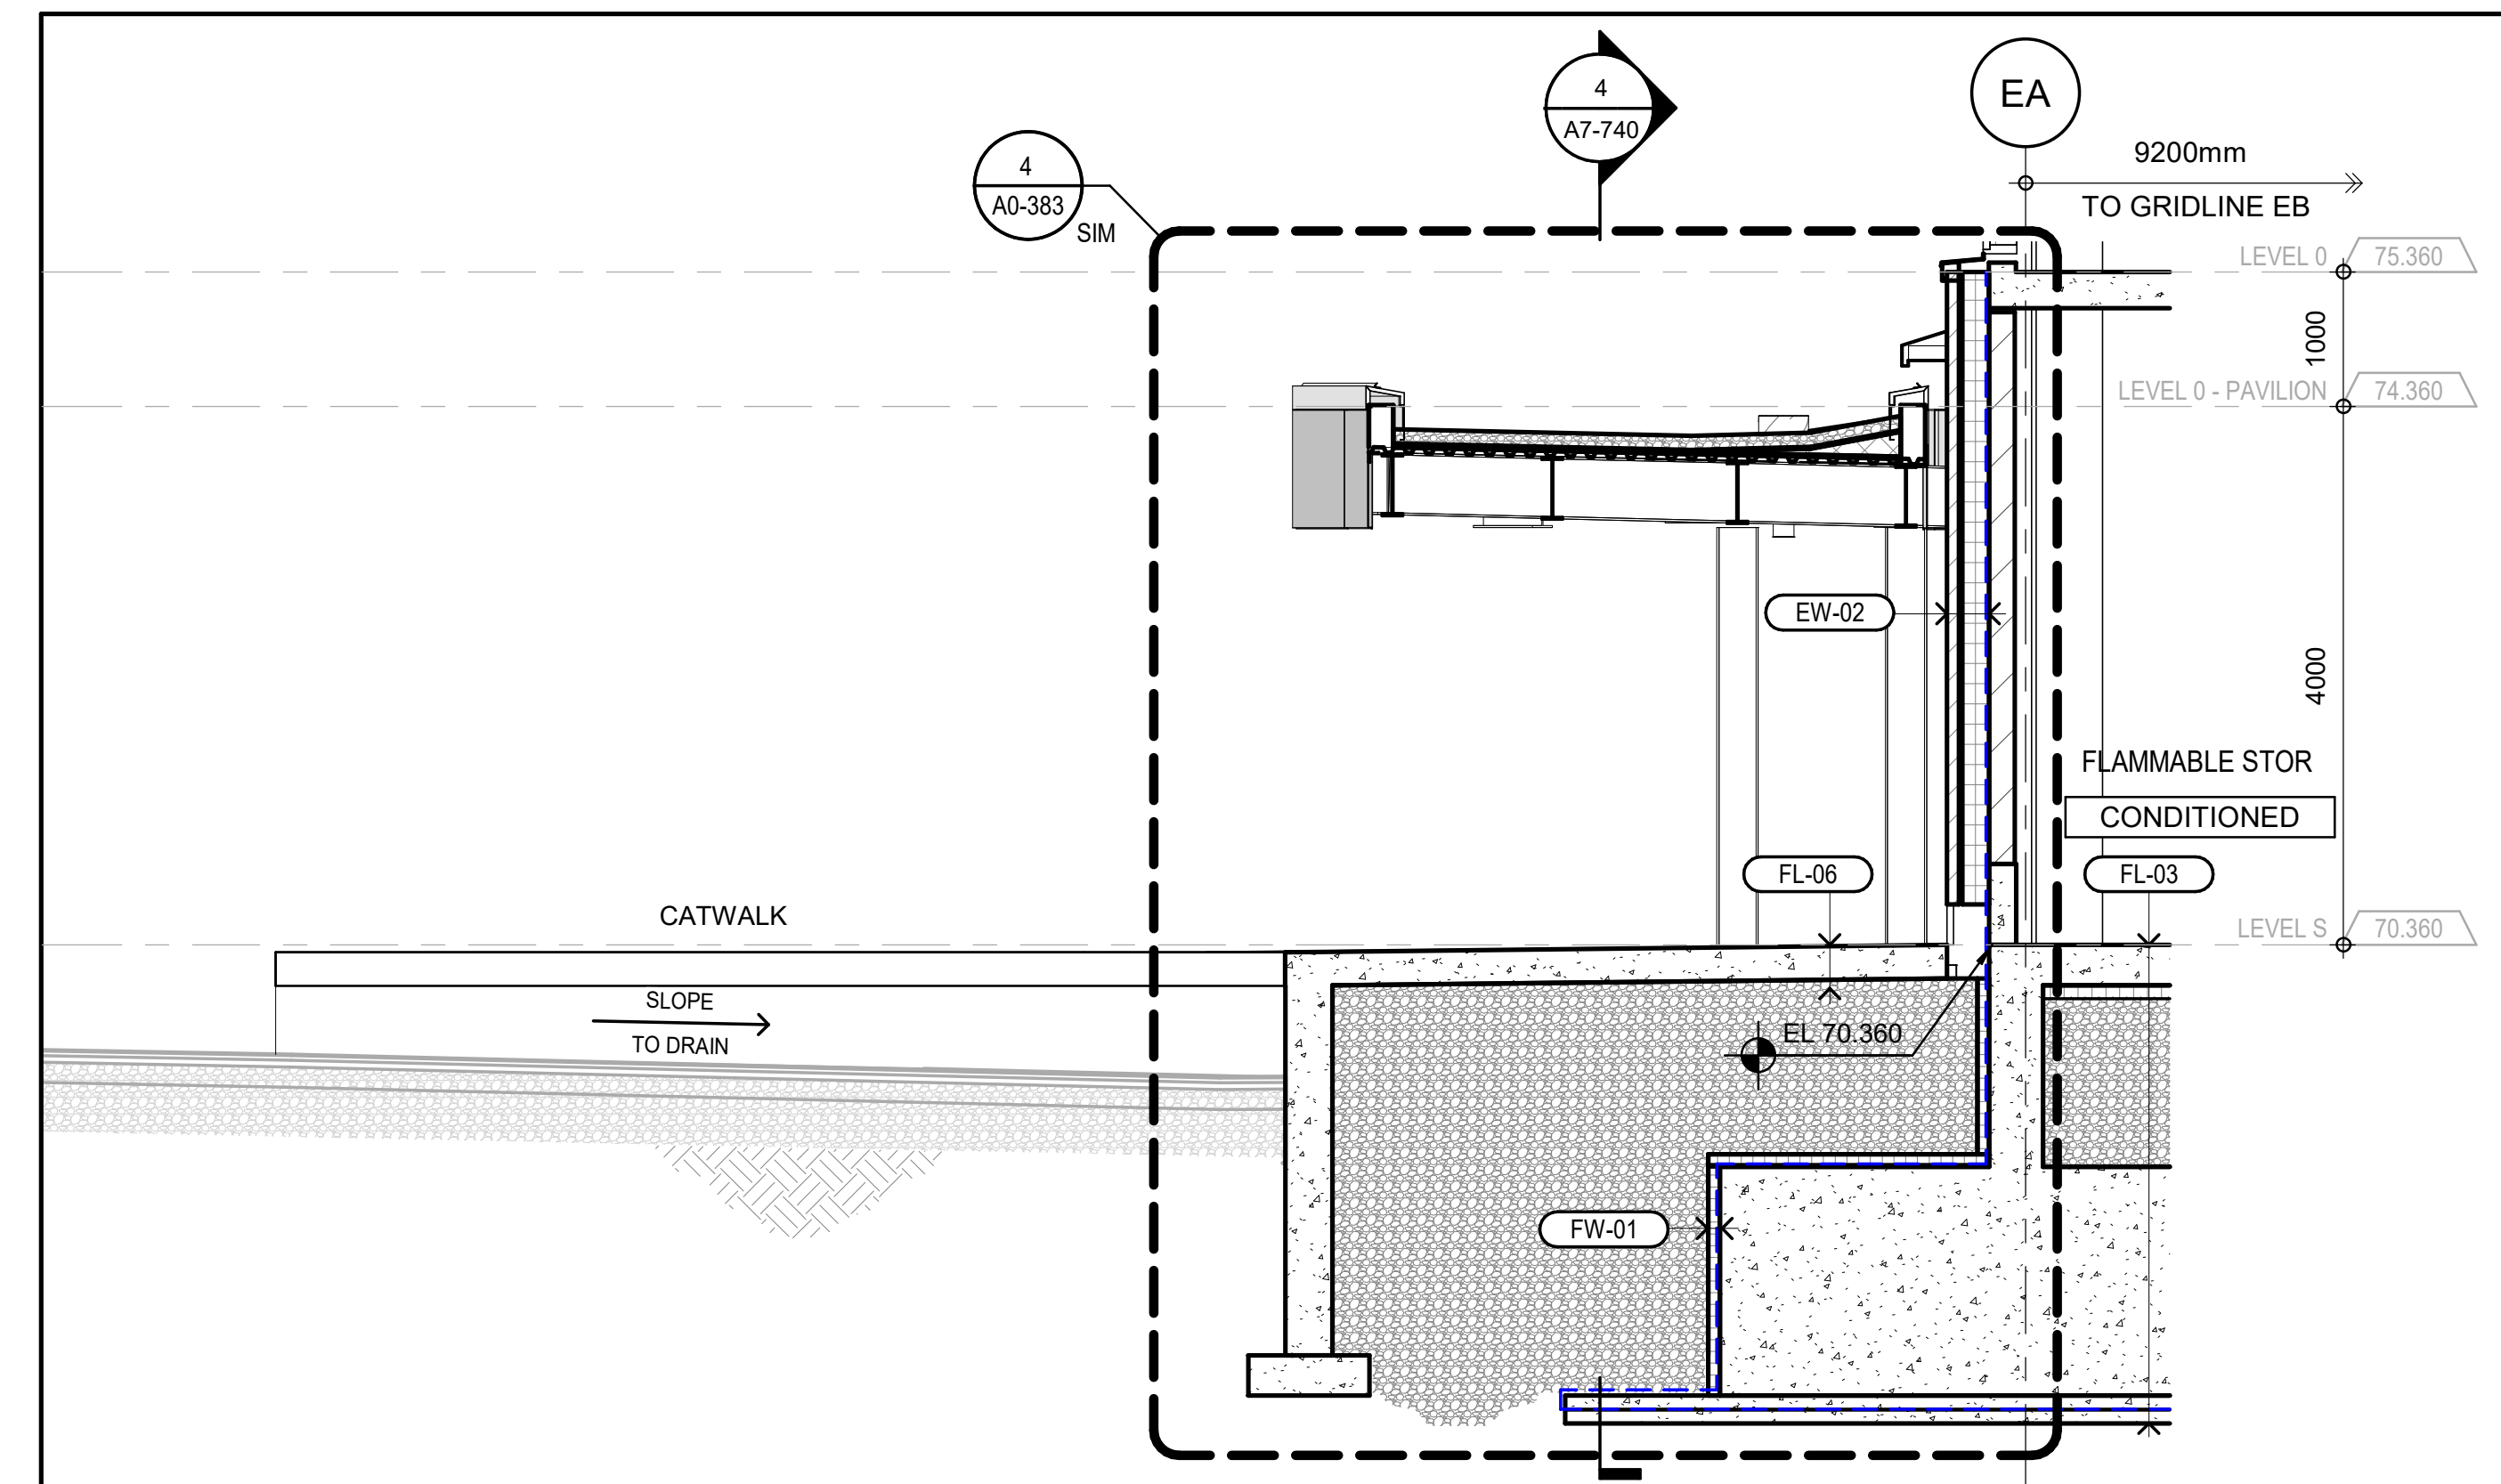 4
A7-740
EA
9200mm
TO GRIDLINE EB
4
A0-383
SIM
LEVEL 0
75.360
1000
LEVEL 0 - PAVILION
74.360
EW-02
4000
FLAMMABLE STOR
CONDITIONED
FL-06
FL-03
CATWALK
LEVEL S
70.360
SLOPE
TO DRAIN
EL 70.360
FW-01